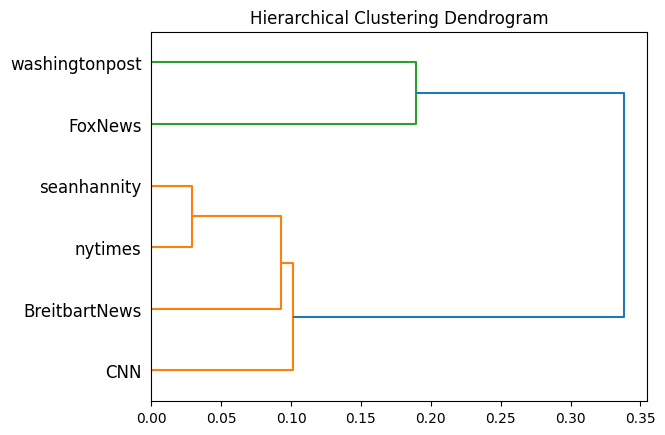 Hierarchical Clustering Dendrogram
washingtonpost
FoxNews
seanhannity
nytimes
BreitbartNews
CNN
0.00 0.05 0.10 0.15 0.20 0.25 0.30 0.35